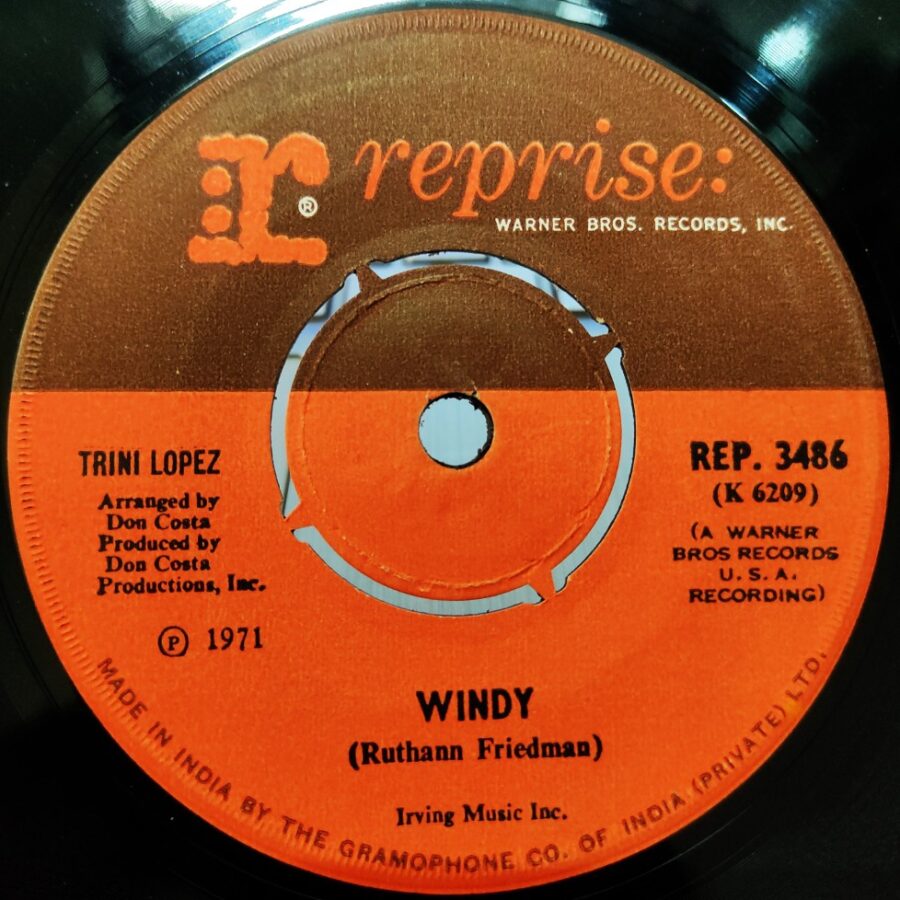 r® reprise:
WARNER BROS. RECORDS, INC.
TRINI LOPEZ
Arranged by
Don Costa
Produced by
Don Costa
Productions, Inc.
Ⓟ 1971
REP. 3486
(K 6209)
(A WARNER
BROS RECORDS
U. S. A.
RECORDING)
WINDY
(Ruthann Friedman)
Irving Music Inc.
MADE IN INDIA BY THE GRAMOPHONE CO. OF INDIA (PRIVATE) LTD.